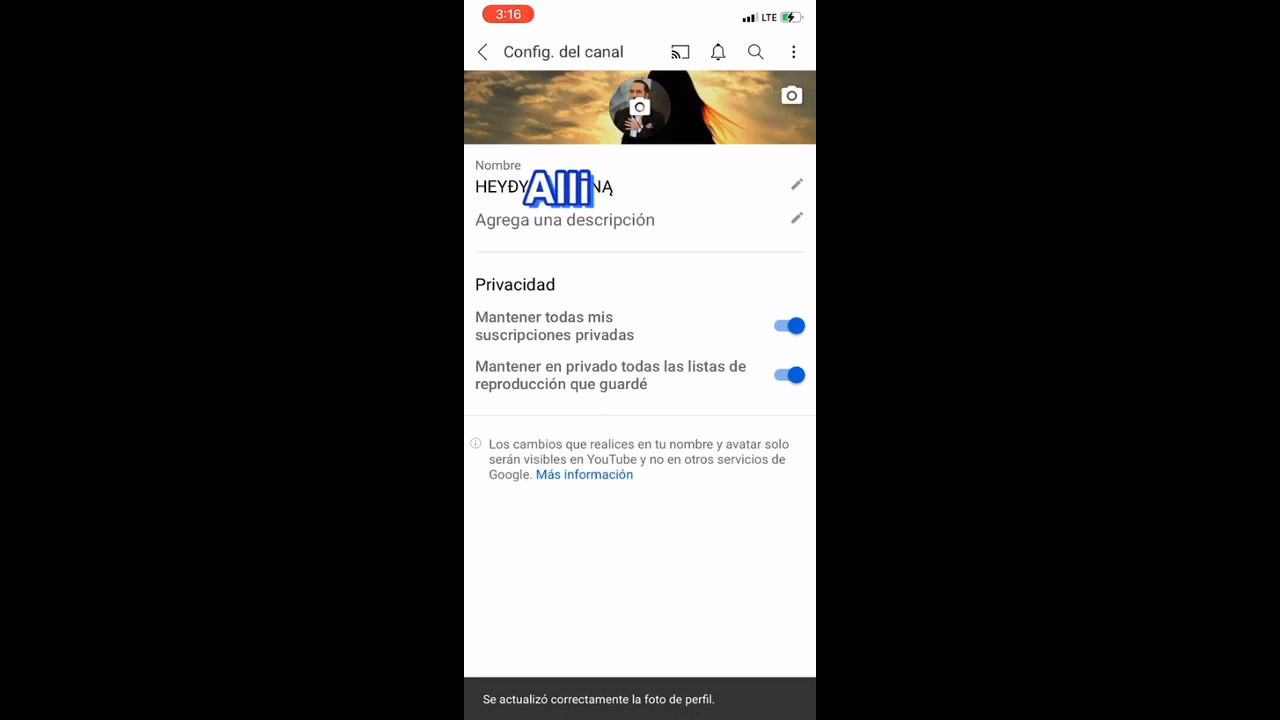 3:16
LTE
Config. del canal
Nombre
HEYĐY Alli NĄ
Agrega una descripción
Privacidad
Mantener todas mis
suscripciones privadas
Mantener en privado todas las listas de
reproducción que guardé
Los cambios que realices en tu nombre y avatar solo
serán visibles en YouTube y no en otros servicios de
Google. Más información
Se actualizó correctamente la foto de perfil.